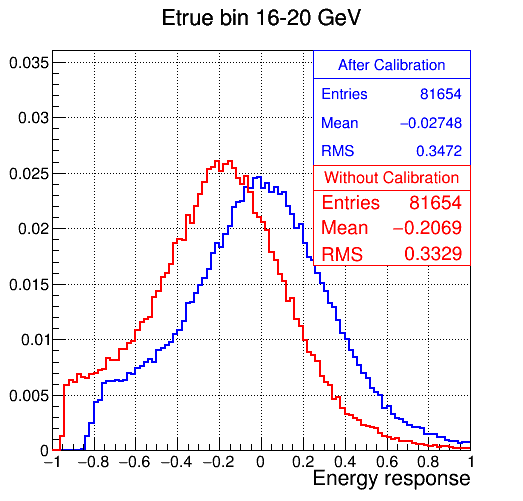 Etrue bin 16-20 GeV
After Calibration
Entries 81654
Mean −0.02748
RMS 0.3472
Without Calibration
Entries 81654
Mean −0.2069
RMS 0.3329
0.035
0.03
0.025
0.02
0.015
0.01
0.005
0
−1 −0.8 −0.6 −0.4 −0.2 0 0.2 0.4 0.6 0.8 1
Energy response